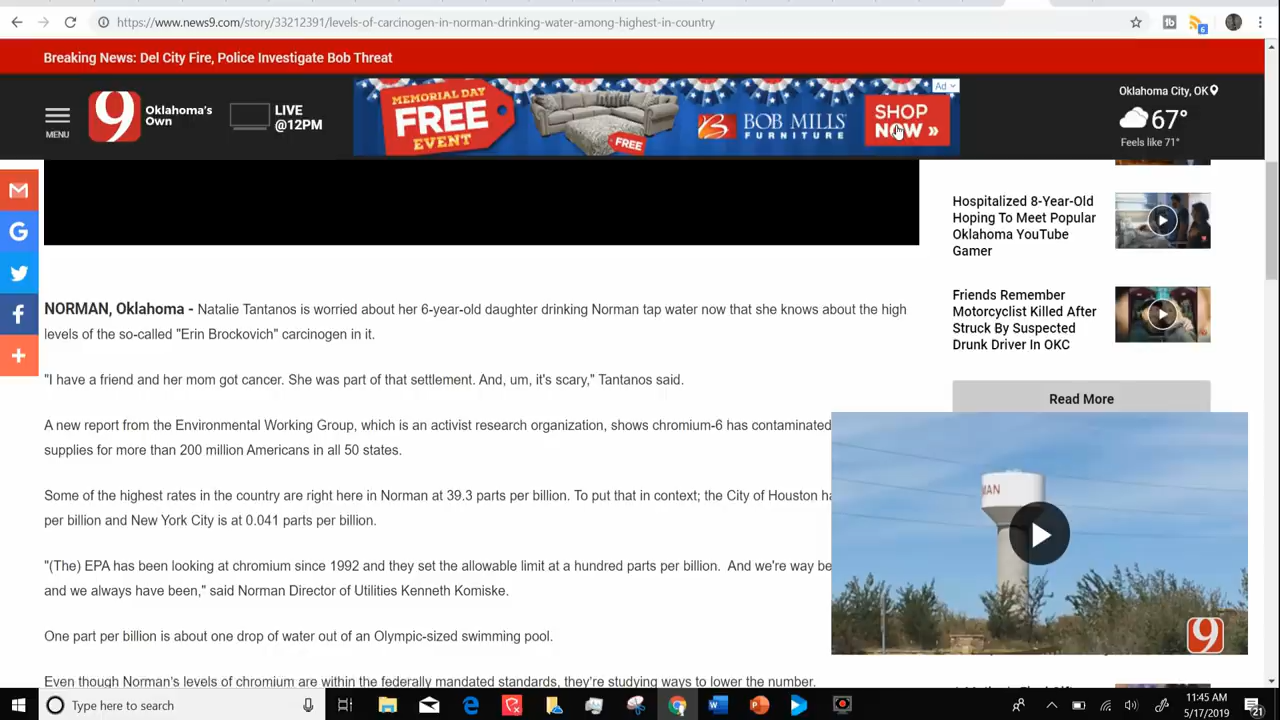 https://www.news9.com/story/33212391/levels-of-carcinogen-in-norman-drinking-water-among-highest-in-country
6
Breaking News: Del City Fire, Police Investigate Bob Threat
MENU
9
Oklahoma's
Own
LIVE
@12PM
MEMORIAL DAY
FREE
EVENT
FREE
B BOB MILLS
FURNITURE
SHOP
NOW »
Ad
Oklahoma City, OK
67°
Feels like 71°
Hospitalized 8-Year-Old
Hoping To Meet Popular
Oklahoma YouTube
Gamer
Friends Remember
Motorcyclist Killed After
Struck By Suspected
Drunk Driver In OKC
Read More
NORMAN, Oklahoma - Natalie Tantanos is worried about her 6-year-old daughter drinking Norman tap water now that she knows about the high
levels of the so-called "Erin Brockovich" carcinogen in it.
"I have a friend and her mom got cancer. She was part of that settlement. And, um, it's scary," Tantanos said.
A new report from the Environmental Working Group, which is an activist research organization, shows chromium-6 has contaminated
supplies for more than 200 million Americans in all 50 states.
Some of the highest rates in the country are right here in Norman at 39.3 parts per billion. To put that in context; the City of Houston ha
per billion and New York City is at 0.041 parts per billion.
"(The) EPA has been looking at chromium since 1992 and they set the allowable limit at a hundred parts per billion. And we're way be
and we always have been," said Norman Director of Utilities Kenneth Komiske.
One part per billion is about one drop of water out of an Olympic-sized swimming pool.
Even though Norman's levels of chromium are within the federally mandated standards, they're studying ways to lower the number.
MAN
9
Type here to search
11:45 AM
5/17/2019
21